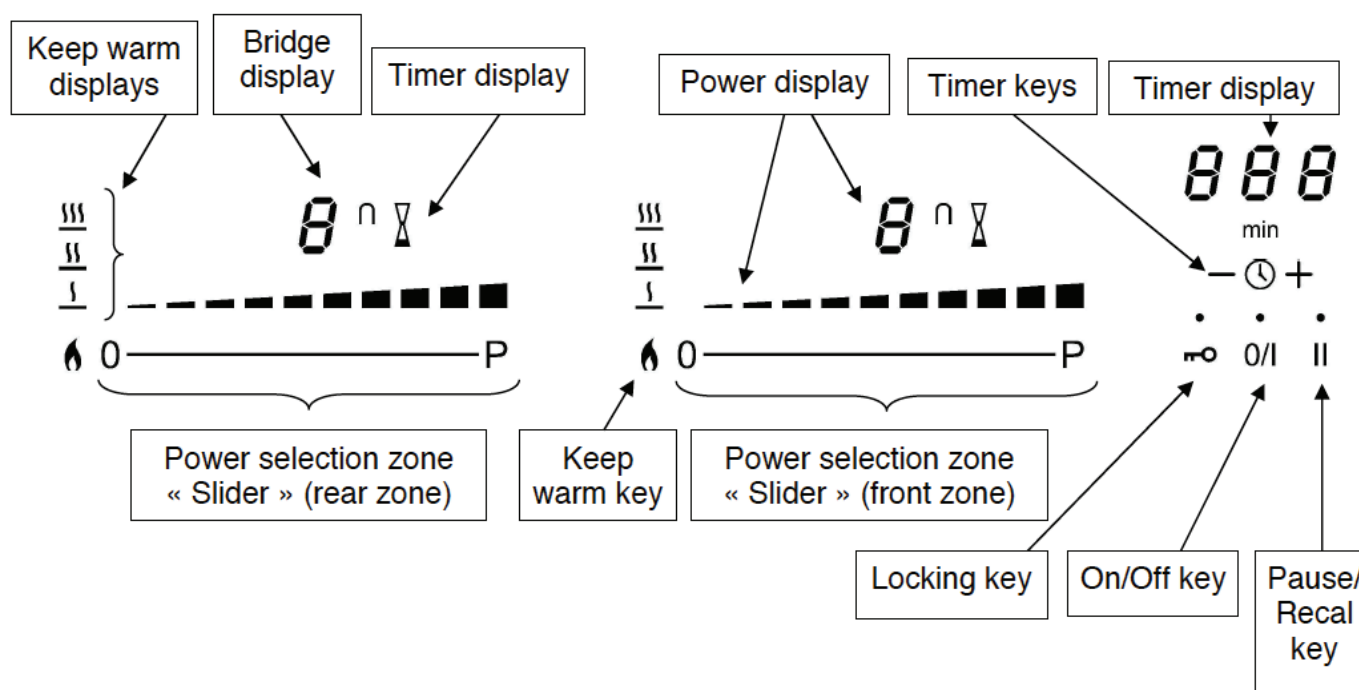 Keep warm
displays
Bridge
display
Timer display
Power display
Timer keys
Timer display
8
8
888
min
0
P
0
P
0/I
II
Power selection zone
« Slider » (rear zone)
Keep
warm key
Power selection zone
« Slider » (front zone)
Locking key
On/Off key
Pause/
Recal
key